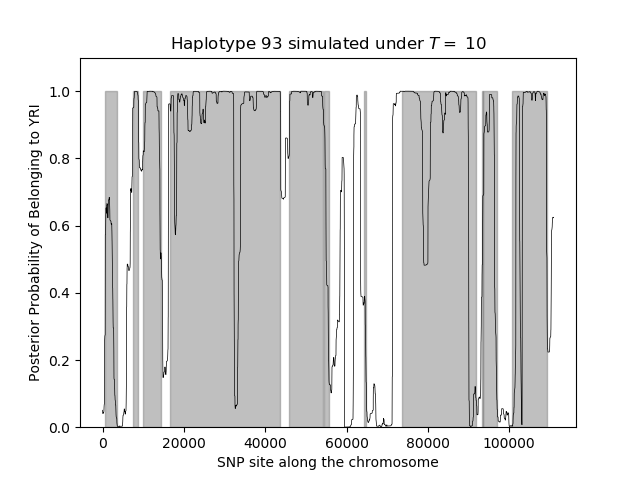 Haplotype 93 simulated under T = 10
Posterior Probability of Belonging to YRI
1.0
0.8
0.6
0.4
0.2
0.0
0 20000 40000 60000 80000 100000
SNP site along the chromosome